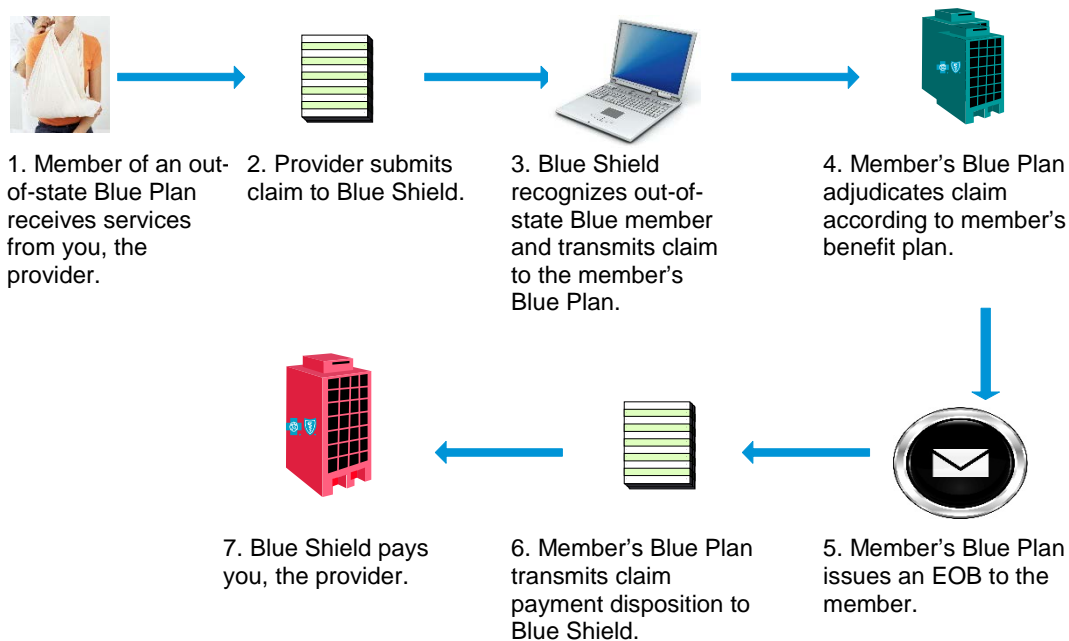 1. Member of an out-
of-state Blue Plan
receives services
from you, the
provider.
2. Provider submits
claim to Blue Shield.
3. Blue Shield
recognizes out-of-
state Blue member
and transmits claim
to the member's
Blue Plan.
4. Member's Blue Plan
adjudicates claim
according to member's
benefit plan.
5. Member's Blue Plan
issues an EOB to the
member.
6. Member's Blue Plan
transmits claim
payment disposition to
Blue Shield.
7. Blue Shield pays
you, the provider.